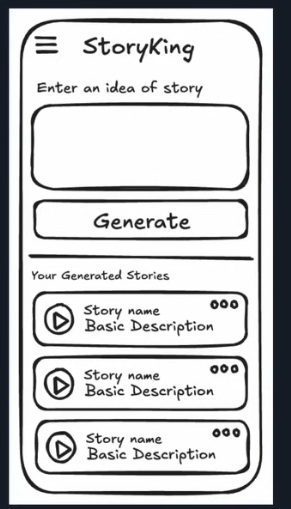 StoryKing
Enter an idea of story
Generate
Your Generated Stories
Story name
Basic Description
Story name
Basic Description
Story name
Basic Description